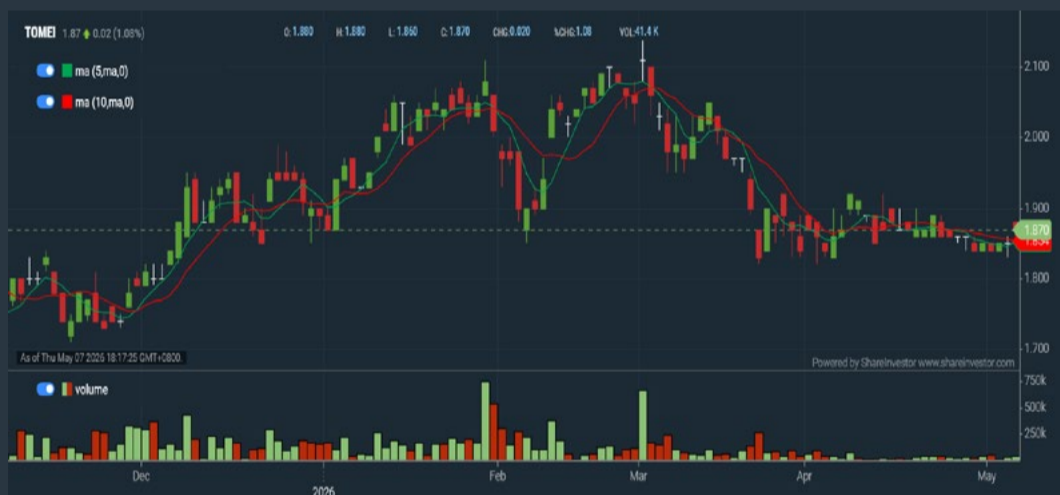 TOMEI 1.87 0.02 (1.08%) O: 1.880 H: 1.880 L: 1.860 C: 1.870 CHG:0.020 %CHG:1.08 VOL:41.4 K
ma (5,ma,0)
ma (10,ma,0)
2.100
2.000
1.900
1.870
1.800
1.700
As of Thu May 07 2026 18:17:25 GMT+0800.
Powered by ShareInvestor www.shareinvestor.com
volume
750k
500k
250k
Dec Feb Mar Apr May
2026